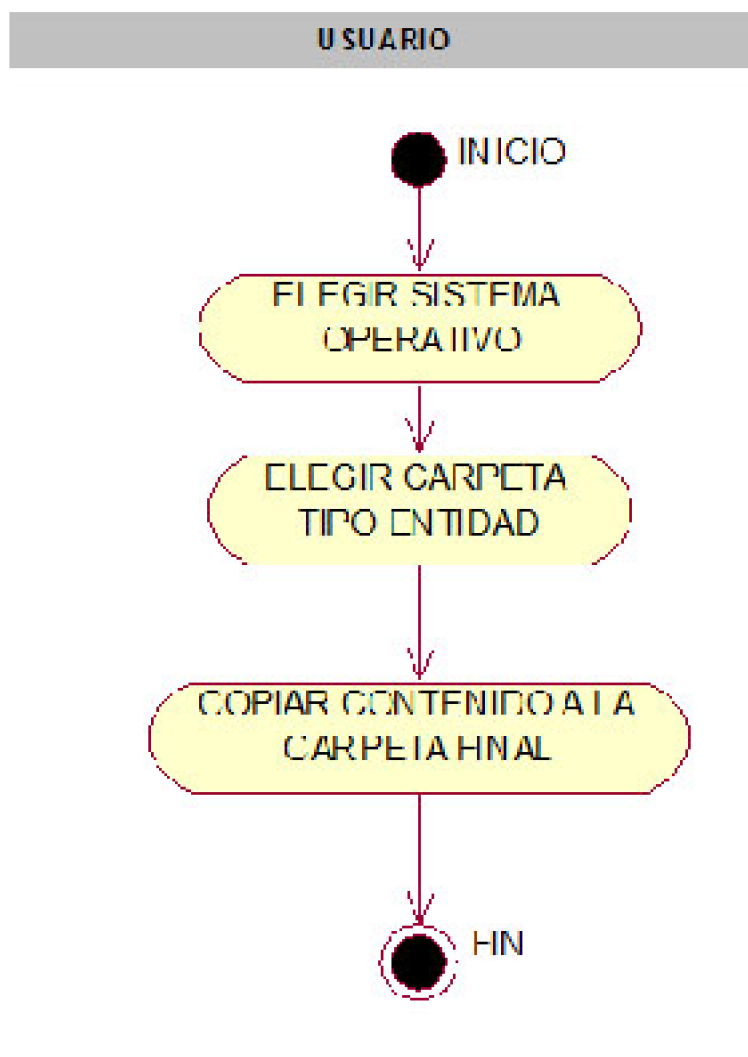 USUARIO
INICIO
ELEGIR SISTEMA
OPERATIVO
ELEGIR CARPETA
TIPO ENTIDAD
COPIAR CONTENIDO A LA
CARPETA FINAL
FIN